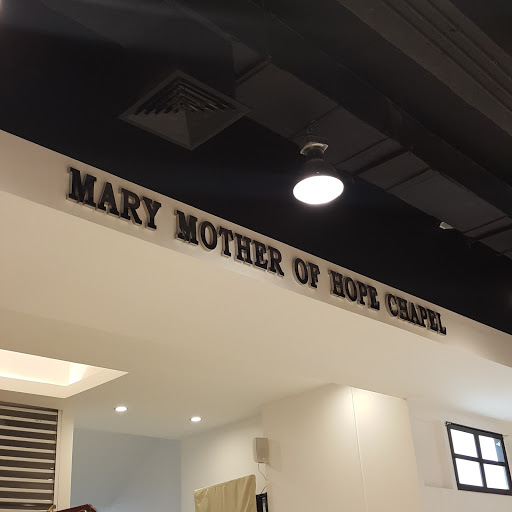 MARY MOTHER OF HOPE CHAPEL